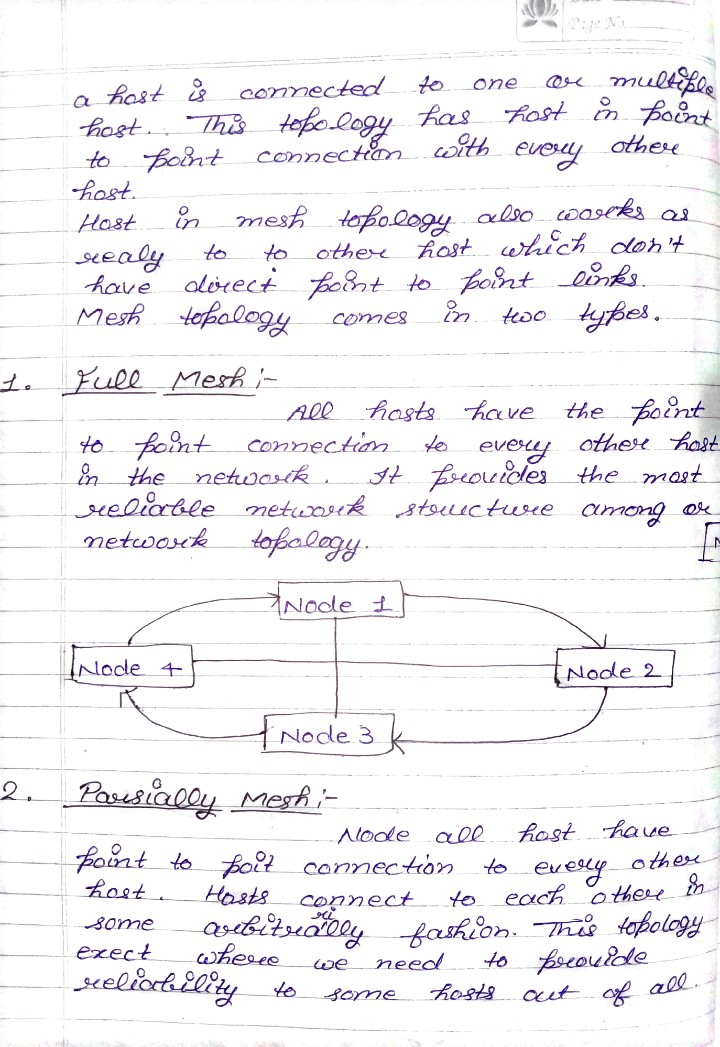 Page No.
a host is connected to one or multiple
host.. This topology has host in point
to point connection with every other
host.
Host in mesh topology also works as
realy to to other host which don't
have direct point to point links.
Mesh topology comes in two types.
1. Full Mesh :-
All hosts have the point
to point connection to every other host
in the network. It provides the most
reliable network structure among or
network topology.
Node 1
Node 4
Node 2
Node 3
2. Parsially Mesh :-
Node all host have
point to poit connection to every other
host. Hosts connect to each other in
some arbitrially fashion. This topology
exect where we need to provide
reliability to some hosts out of all.